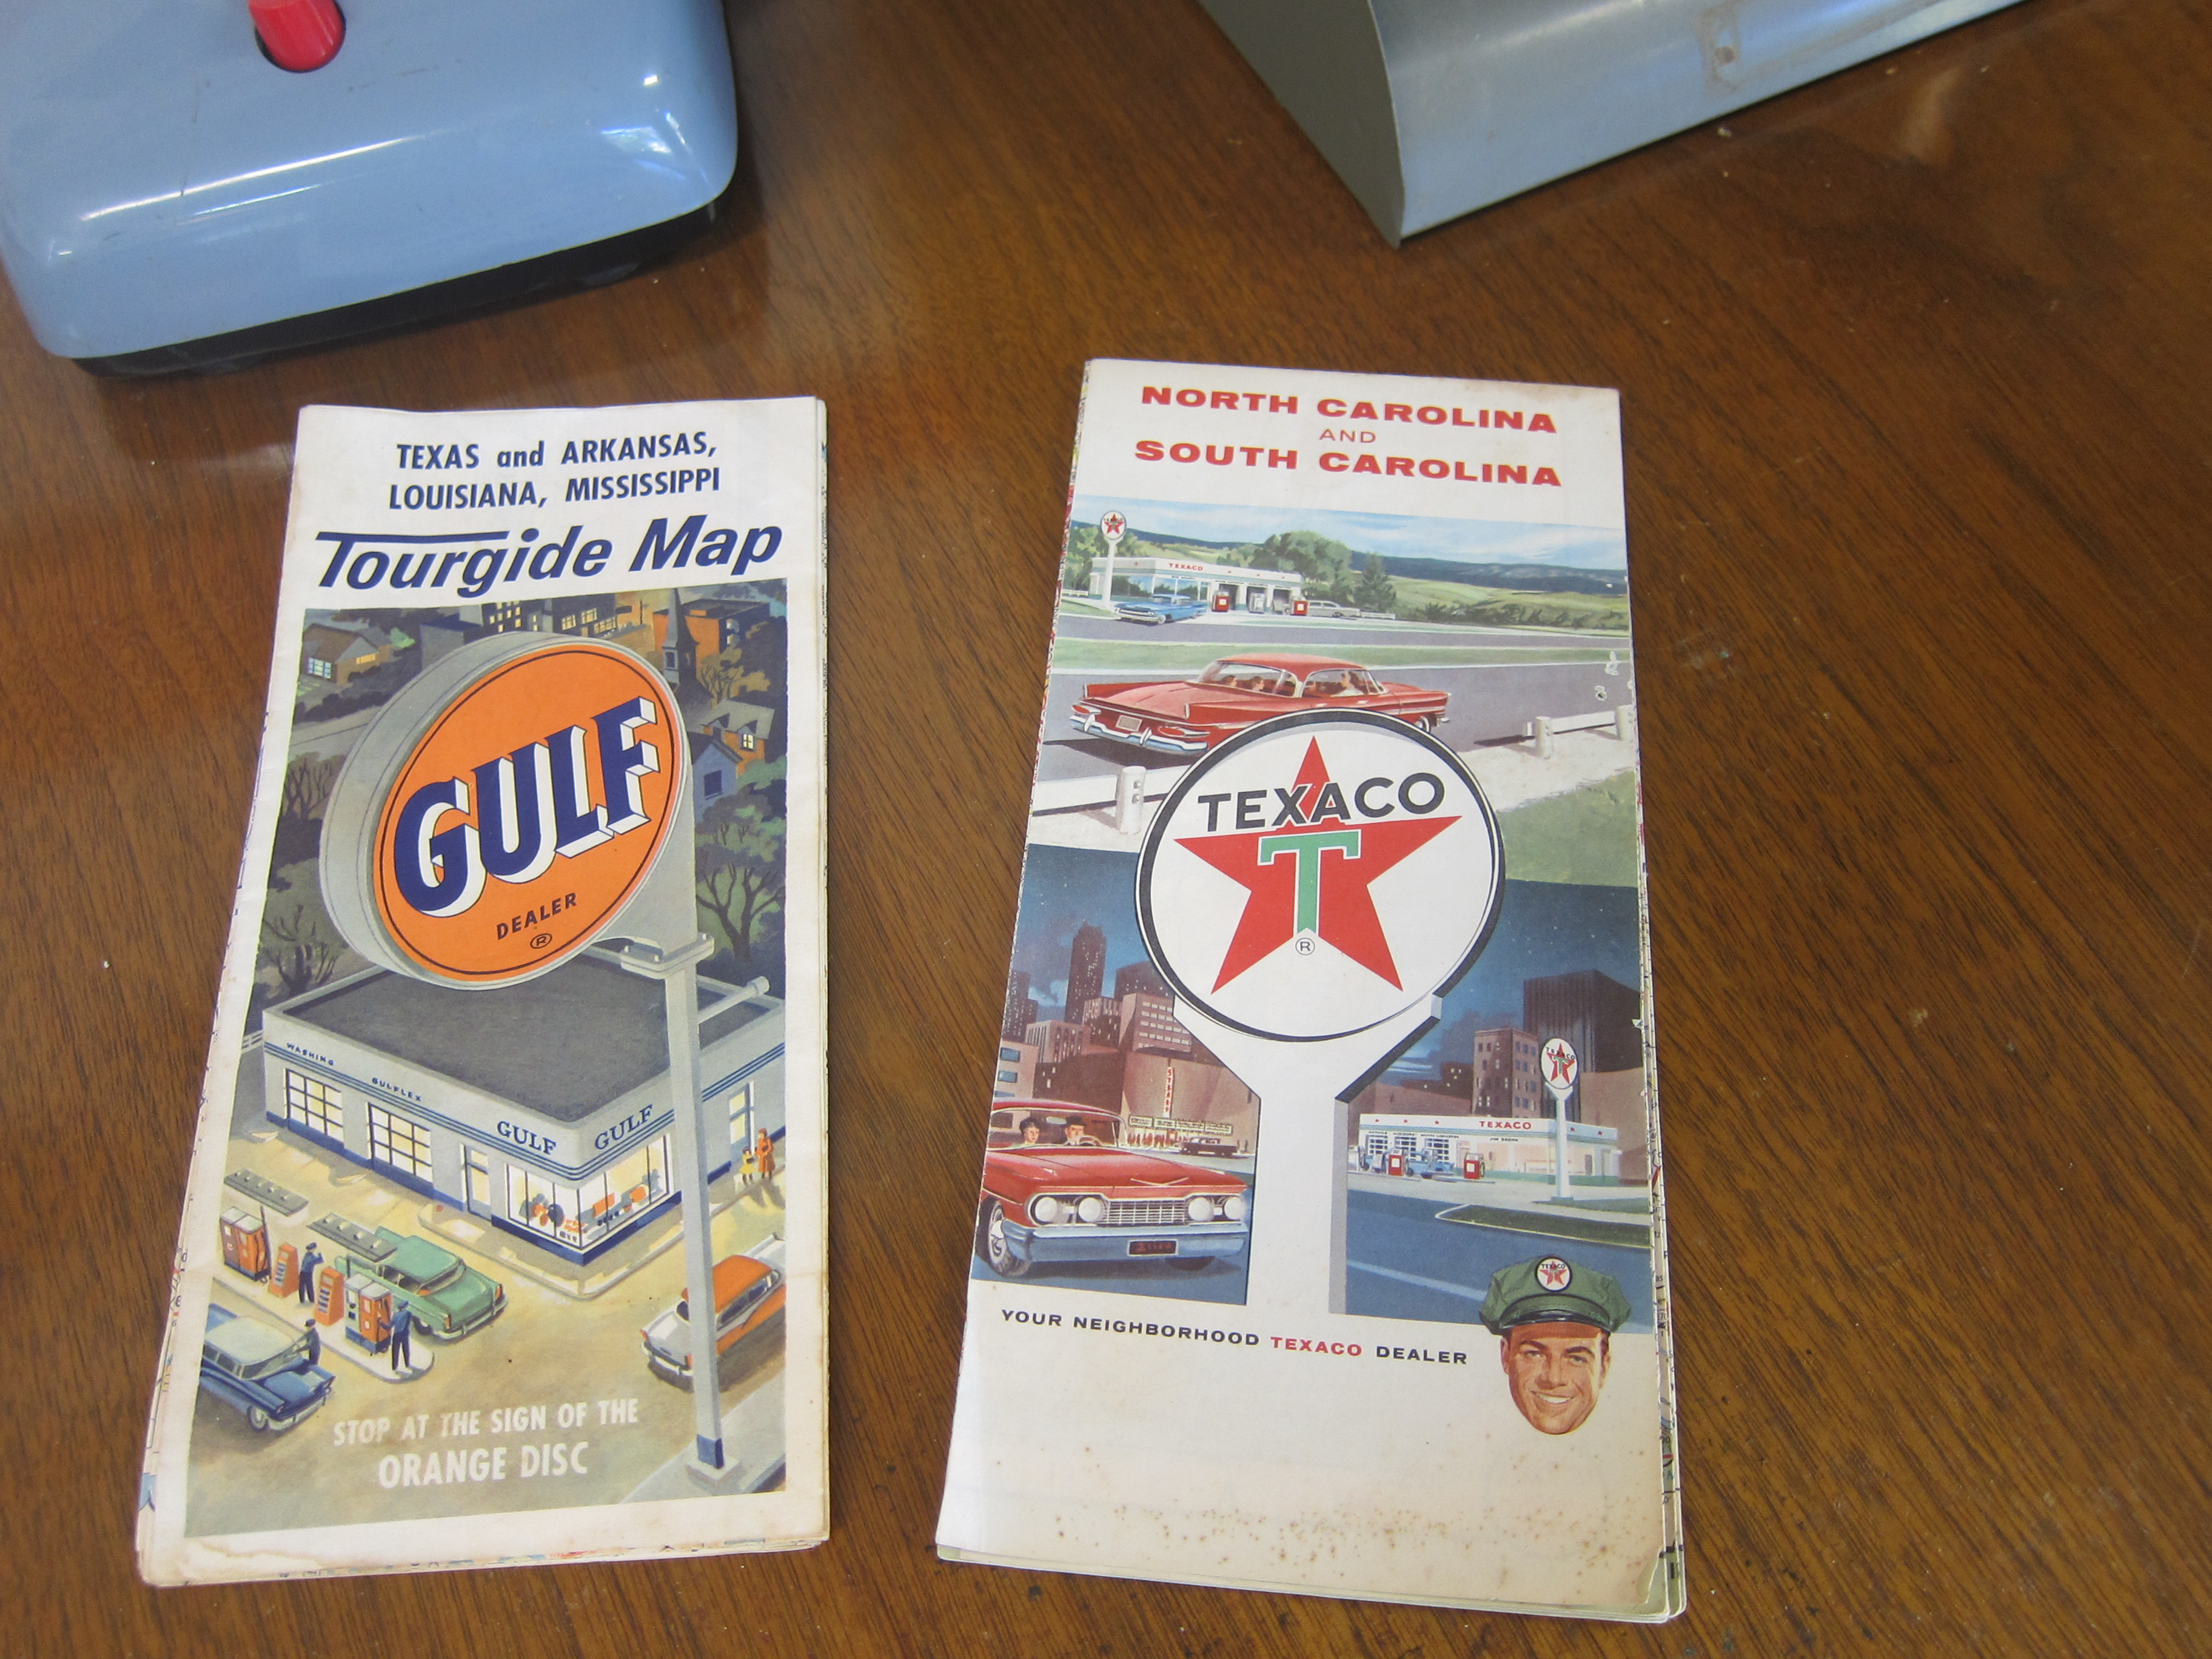 TEXAS and ARKANSAS,
LOUISIANA, MISSISSIPPI
Tourgide Map
GULF
DEALER
®
WASHING
GULFLEX
GULF
GULF
STOP AT THE SIGN OF THE
ORANGE DISC
NORTH CAROLINA
AND
SOUTH CAROLINA
TEXACO
TEXACO
T
®
TEXACO
YOUR NEIGHBORHOOD TEXACO DEALER
TEXACO